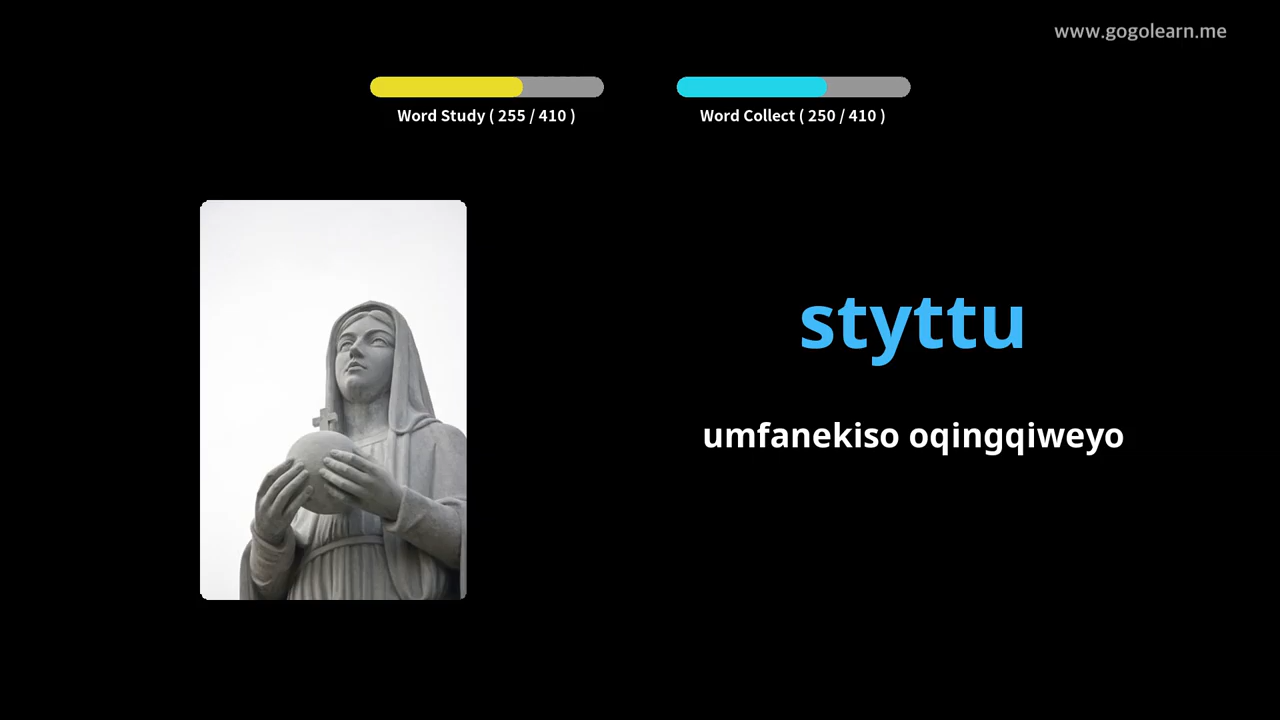 www.gogolearn.me
Word Study ( 255 / 410 )
Word Collect ( 250 / 410 )
styttu
umfanekiso oqingqiweyo